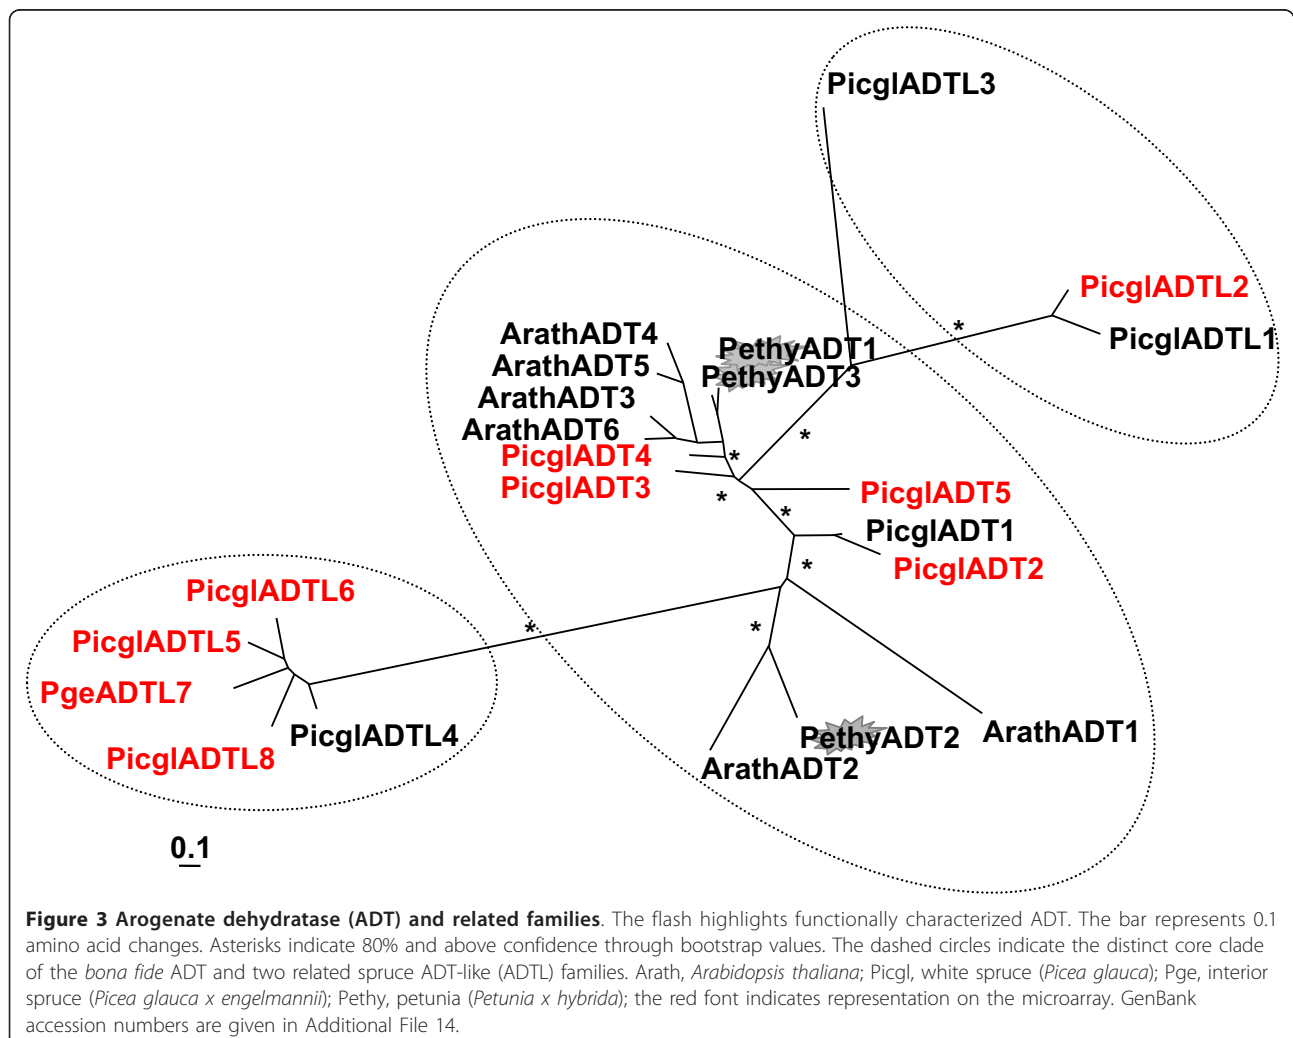 PicglADTL3
PicglADTL2
PicglADTL1
*
ArathADT4
PethyADT1
ArathADT5
PethyADT3
ArathADT3
ArathADT6
*
PicglADT4
*
PicglADT3
*
PicglADT5
*
PicglADT1
PicglADT2
*
PicglADTL6
*
*
PicglADTL5
PgeADTL7
PicglADTL4
PicglADTL8
PethyADT2
ArathADT1
ArathADT2
0.1
Figure 3 Arogenate dehydratase (ADT) and related families. The flash highlights functionally characterized ADT. The bar represents 0.1
amino acid changes. Asterisks indicate 80% and above confidence through bootstrap values. The dashed circles indicate the distinct core clade
of the bona fide ADT and two related spruce ADT-like (ADTL) families. Arath, Arabidopsis thaliana; Picgl, white spruce (Picea glauca); Pge, interior
spruce (Picea glauca x engelmannii); Pethy, petunia (Petunia x hybrida); the red font indicates representation on the microarray. GenBank
accession numbers are given in Additional File 14.